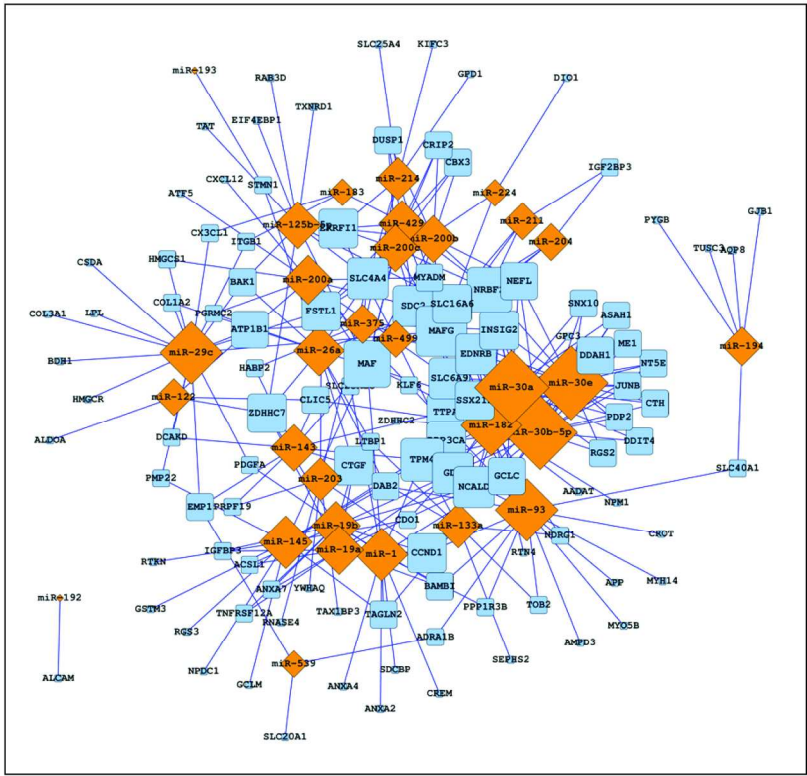 SLC25A4
KIFC3
miR-193
RAB3D
GPD1
DIO1
TXNRD1
EIF4EBP1
TAT
DUSP1
CRIP2
CBX3
IGF2BP3
CXCL12
STMN1
miR-214
ATF5
miR-183
miR-224
GJB1
PYGB
miR-211
miR-125b-5p
ERRFI1
miR-429
miR-200b
miR-204
CX3CL1
ITGB1
miR-200c
TUSC3
AQP8
HMGCS1
CSDA
BAK1
miR-200a
SLC4A4
MYADM
NEFL
COL1A2
PGRMC2
FSTL1
SLC16A6
SNX10
COL3A1
LPL
ATP1B1
miR-375
MAFG
INSIG2
ASAH1
GPC3
ME1
miR-29c
miR-26a
miR-499
EDNRB
DDAH1
miR-194
BDH1
HABP2
MAF
NT5E
SLC6A9
miR-30a
miR-30e
JUNB
HMGCR
miR-122
CLIC5
KLF6
CTH
ZDHHC7
ZDHHC2
PDP2
ALDOA
DCAKD
LTBP1
miR-182
miR-30b-5p
DDIT4
miR-143
RGS2
PDGFA
CTGF
SLC40A1
PMP22
miR-203
DAB2
NCALD
GCLC
AADAT
NPM1
EMP1
PRPF19
miR-93
CDO1
miR-19b
miR-133a
NDRG1
CROT
miR-145
IGFBP3
miR-19a
miR-1
CCND1
RTN4
RTKN
ACSL1
APP
MYH14
ANXA7
YWHAQ
BAMBI
miR-192
GSTM3
TNFRSF12A
TAX1BP3
TAGLN2
PPP1R3B
TOB2
RNASE4
MYO5B
RGS3
ADRA1B
AMPD3
miR-539
SEPHS2
ALCAM
NPDC1
SDCBP
GCLM
ANXA4
CREM
ANXA2
SLC20A1